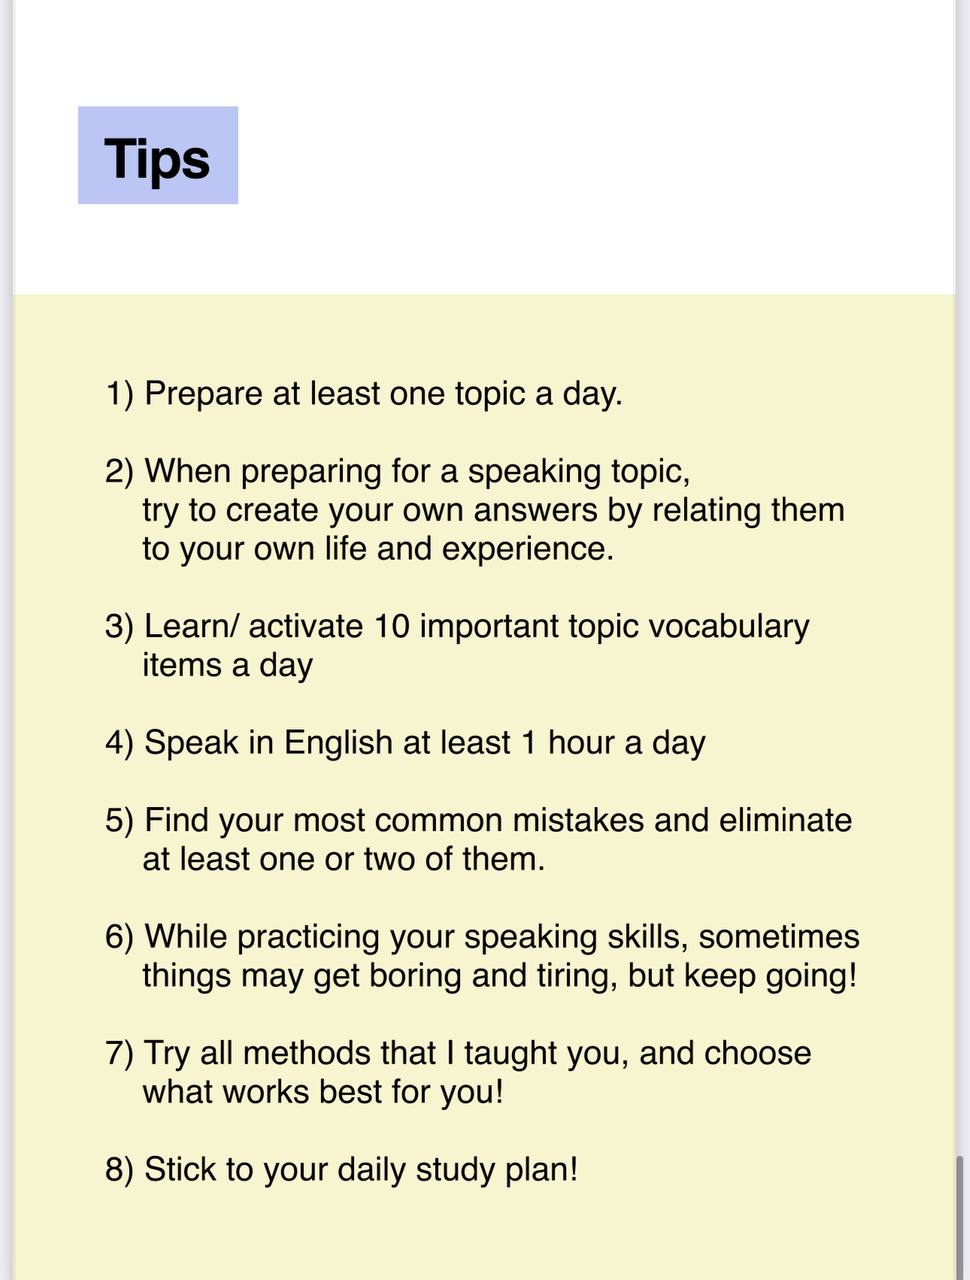 Tips
1) Prepare at least one topic a day.
2) When preparing for a speaking topic,
try to create your own answers by relating them
to your own life and experience.
3) Learn/ activate 10 important topic vocabulary
items a day
4) Speak in English at least 1 hour a day
5) Find your most common mistakes and eliminate
at least one or two of them.
6) While practicing your speaking skills, sometimes
things may get boring and tiring, but keep going!
7) Try all methods that I taught you, and choose
what works best for you!
8) Stick to your daily study plan!